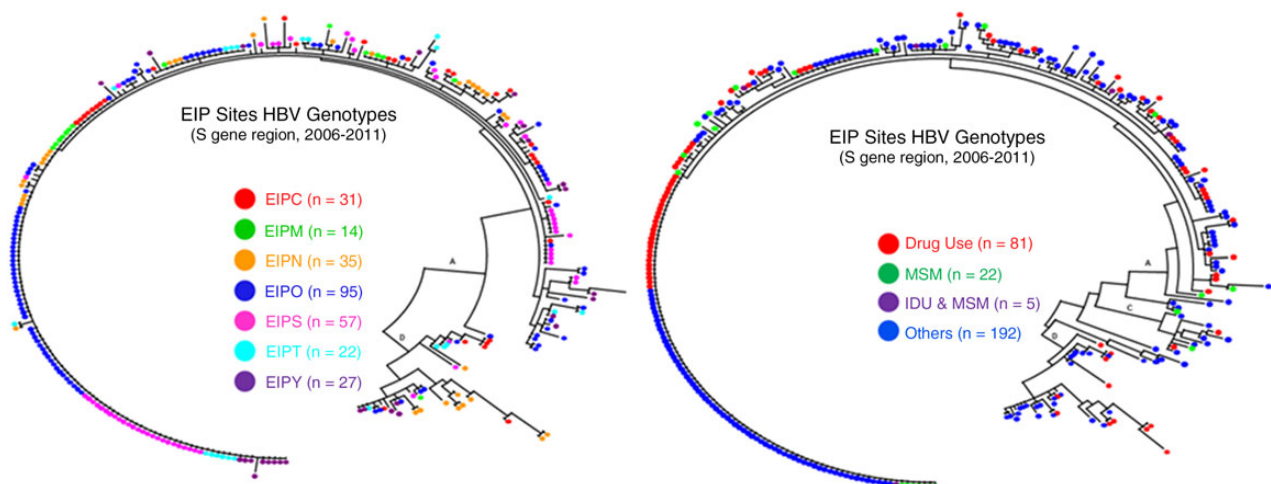 EIP Sites HBV Genotypes
(S gene region, 2006-2011)
EIPC (n = 31)
EIPM (n = 14)
EIPN (n = 35)
EIPO (n = 95)
EIPS (n = 57)
EIPT (n = 22)
EIPY (n = 27)
A
D
EIP Sites HBV Genotypes
(S gene region, 2006-2011)
Drug Use (n = 81)
MSM (n = 22)
IDU & MSM (n = 5)
Others (n = 192)
A
C
D